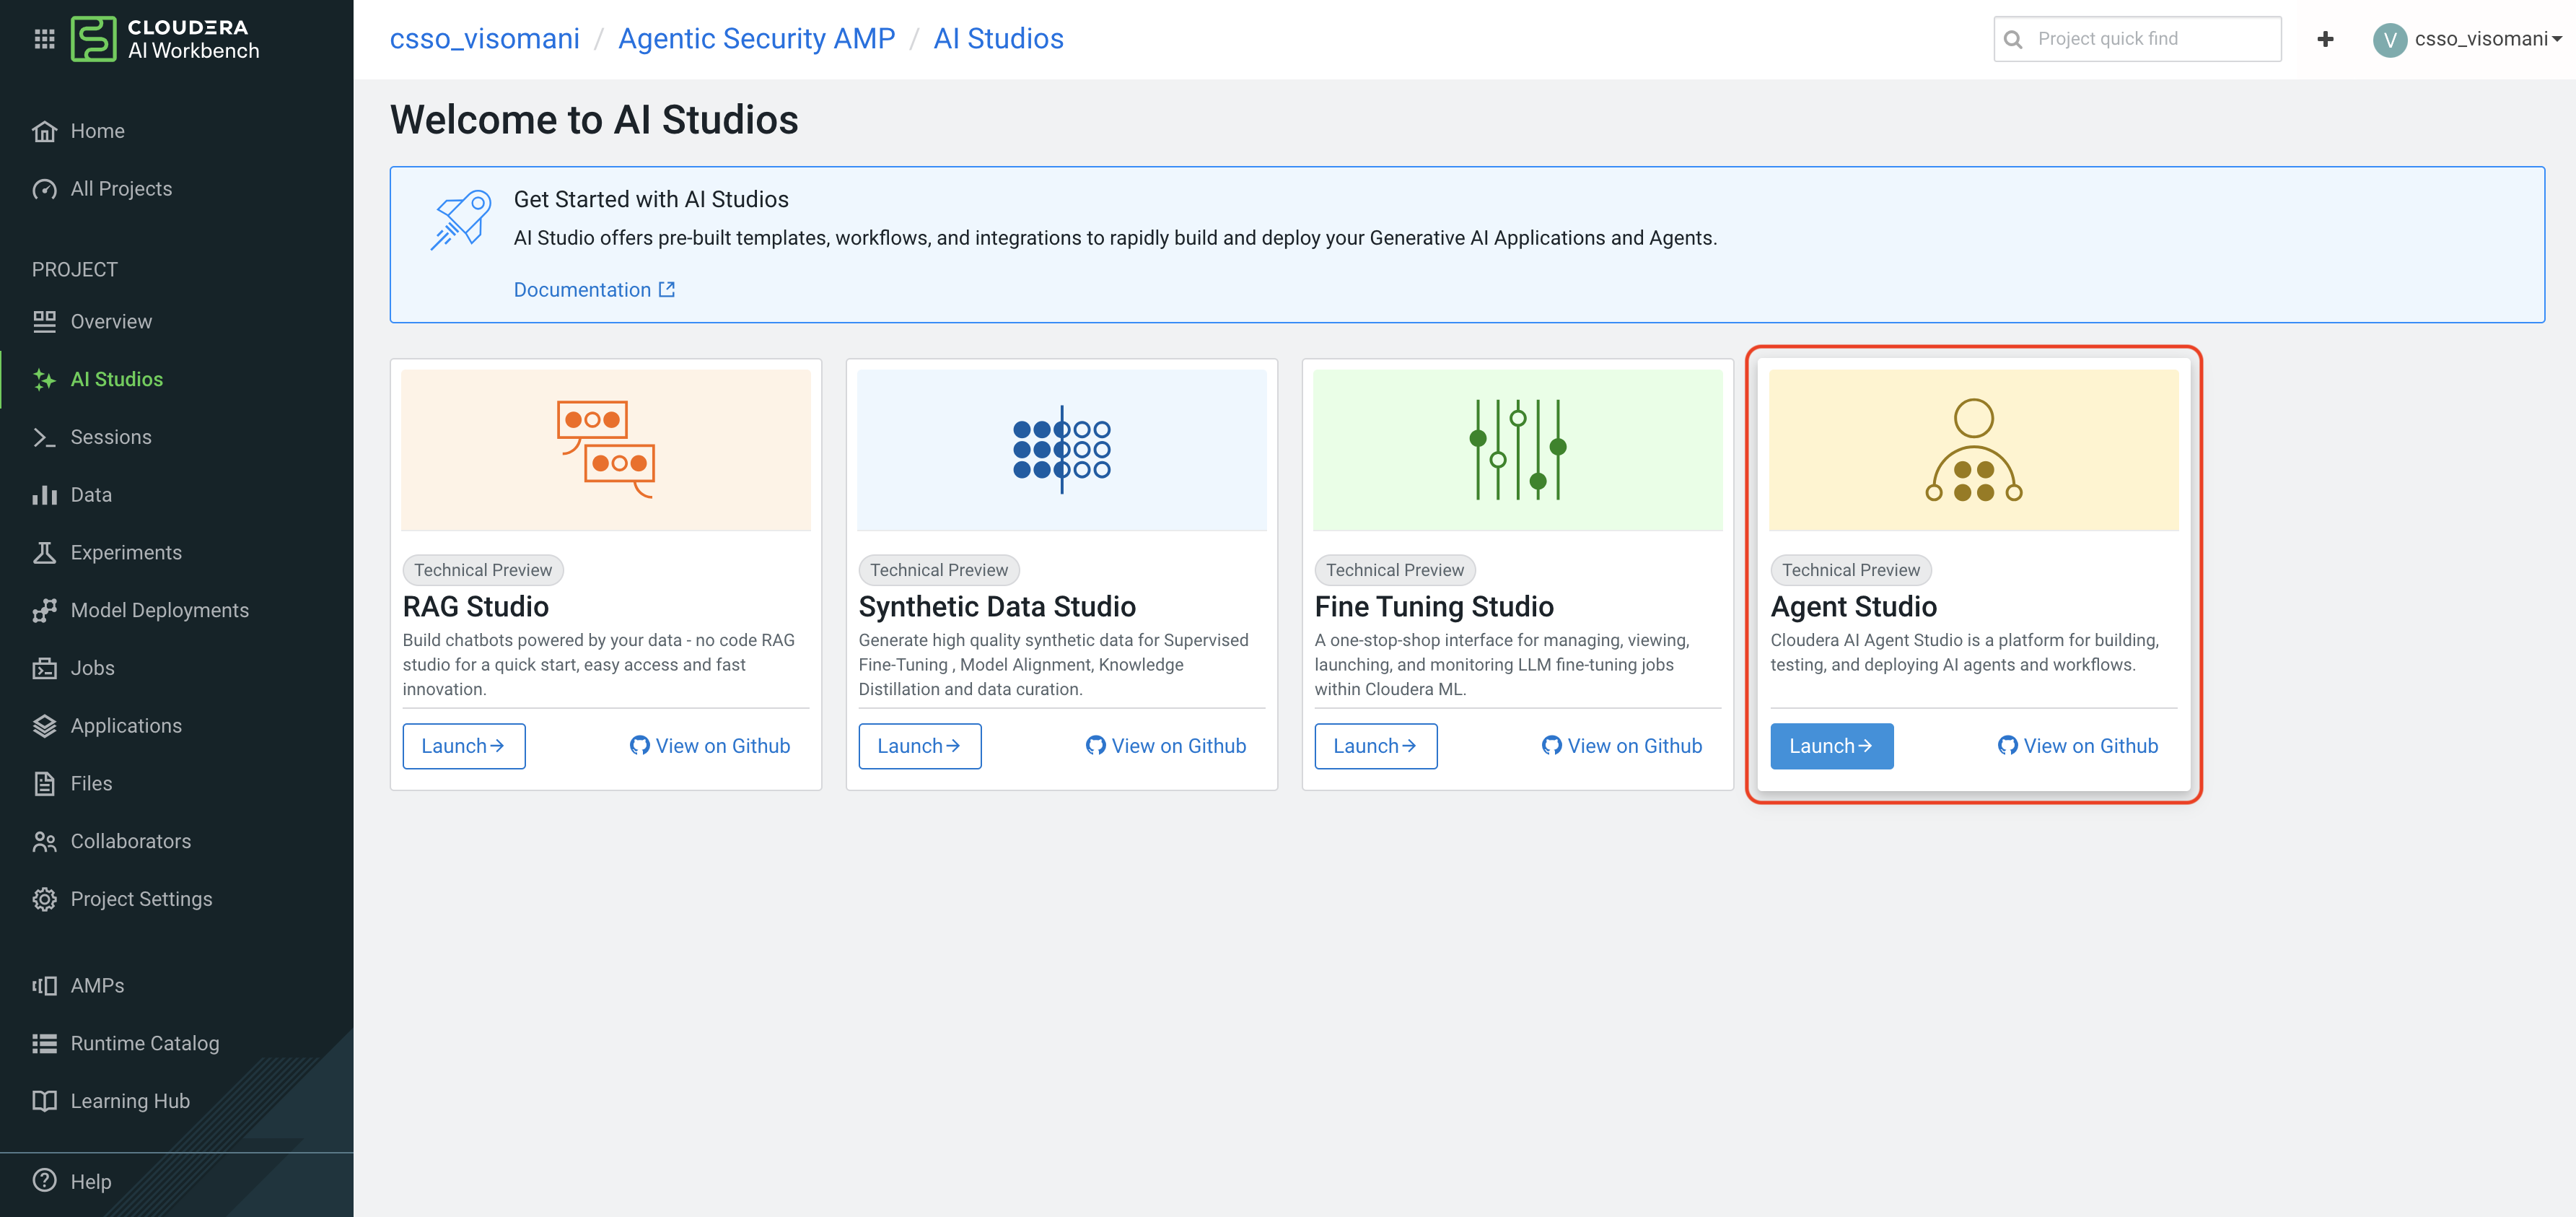 CLOUDERA
AI Workbench
Home
All Projects
PROJECT
Overview
AI Studios
Sessions
Data
Experiments
Model Deployments
Jobs
Applications
Files
Collaborators
Project Settings
AMPs
Runtime Catalog
Learning Hub
Help
csso_visomani / Agentic Security AMP / AI Studios
Project quick find
V csso_visomani
Welcome to AI Studios
Get Started with AI Studios
AI Studio offers pre-built templates, workflows, and integrations to rapidly build and deploy your Generative AI Applications and Agents.
Documentation
Technical Preview
RAG Studio
Build chatbots powered by your data - no code RAG
studio for a quick start, easy access and fast
innovation.
Launch
View on Github
Technical Preview
Synthetic Data Studio
Generate high quality synthetic data for Supervised
Fine-Tuning , Model Alignment, Knowledge
Distillation and data curation.
Launch
View on Github
Technical Preview
Fine Tuning Studio
A one-stop-shop interface for managing, viewing,
launching, and monitoring LLM fine-tuning jobs
within Cloudera ML.
Launch
View on Github
Technical Preview
Agent Studio
Cloudera AI Agent Studio is a platform for building,
testing, and deploying AI agents and workflows.
Launch
View on Github